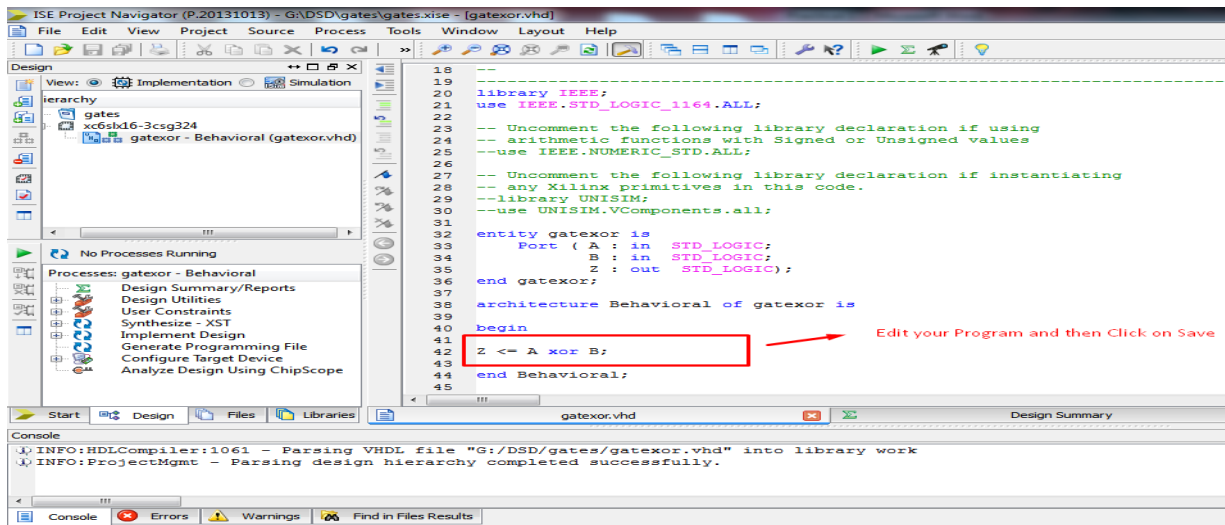 ISE Project Navigator (P.20131013) - G:\DSD\gates\gates.xise - [gatexor.vhd]
File Edit View Project Source Process Tools Window Layout Help
Design
View: Implementation Simulation
ierarchy
gates
xc6slx16-3csg324
gatexor - Behavioral (gatexor.vhd)
No Processes Running
Processes: gatexor - Behavioral
Design Summary/Reports
Design Utilities
User Constraints
Synthesize - XST
Implement Design
Generate Programming File
Configure Target Device
Analyze Design Using ChipScope
Start Design Files Libraries
18 --
19 --------------------------------------------------------------------------------
20 library IEEE;
21 use IEEE.STD_LOGIC_1164.ALL;
22
23 -- Uncomment the following library declaration if using
24 -- arithmetic functions with Signed or Unsigned values
25 --use IEEE.NUMERIC_STD.ALL;
26
27 -- Uncomment the following library declaration if instantiating
28 -- any Xilinx primitives in this code.
29 --library UNISIM;
30 --use UNISIM.VComponents.all;
31
32 entity gatexor is
33 Port ( A : in STD_LOGIC;
34 B : in STD_LOGIC;
35 Z : out STD_LOGIC);
36 end gatexor;
37
38 architecture Behavioral of gatexor is
39
40 begin
41
42 Z <= A xor B;
43
44 end Behavioral;
45
Edit your Program and then Click on Save
gatexor.vhd
Design Summary
Console
INFO:HDLCompiler:1061 - Parsing VHDL file "G:/DSD/gates/gatexor.vhd" into library work
INFO:ProjectMgmt - Parsing design hierarchy completed successfully.
Console Errors Warnings Find in Files Results